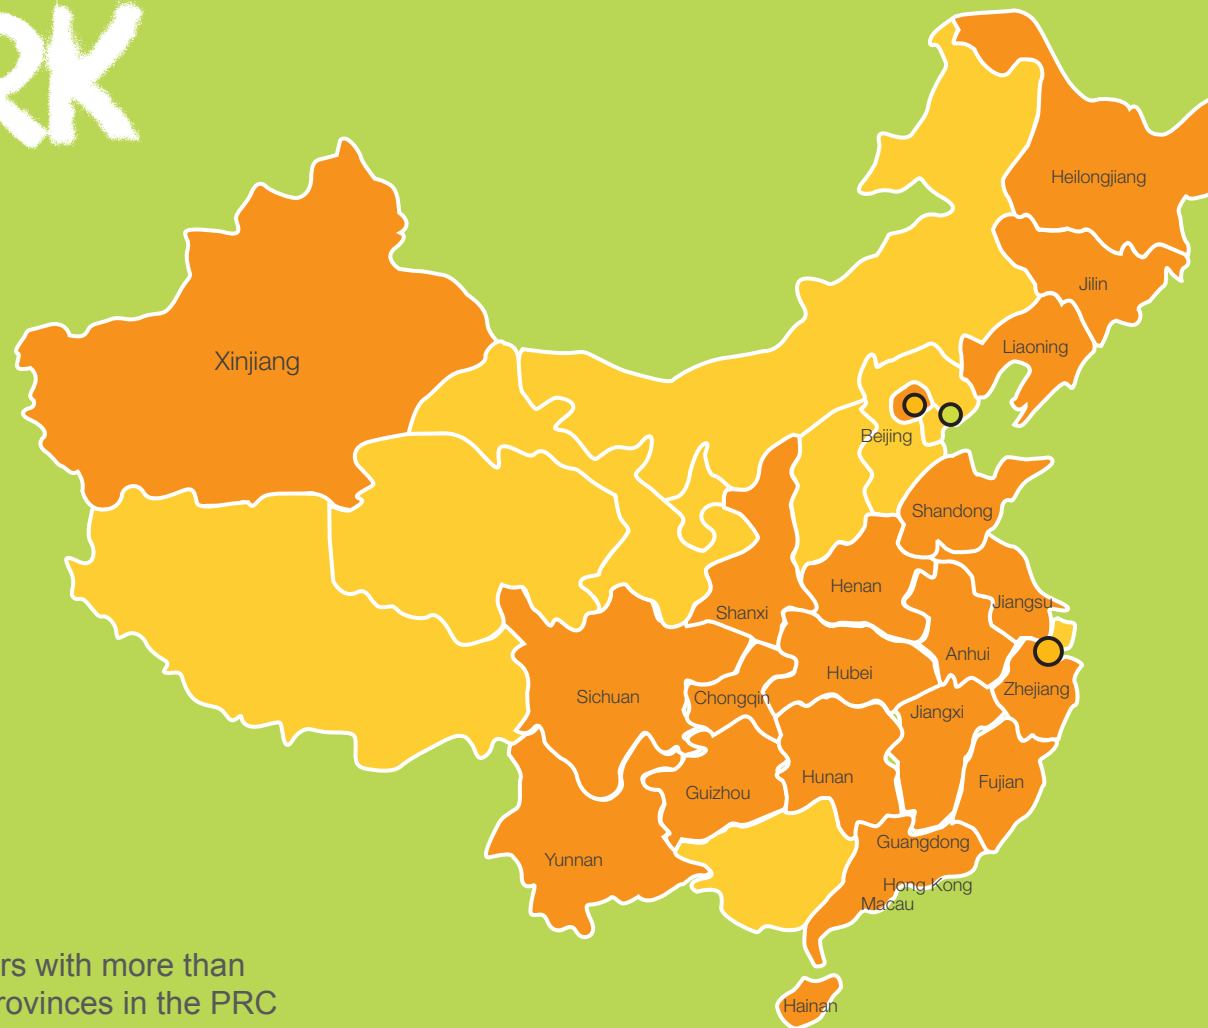 RK
Heilongjiang
Jilin
Xinjiang
Liaoning
Beijing
Shandong
Henan
Jiangsu
Shanxi
Anhui
Hubei
Zhejiang
Sichuan
Chongqin
Jiangxi
Hunan
Fujian
Guizhou
Guangdong
Yunnan
Hong Kong
Macau
rs with more than
rovinces in the PRC
Hainan